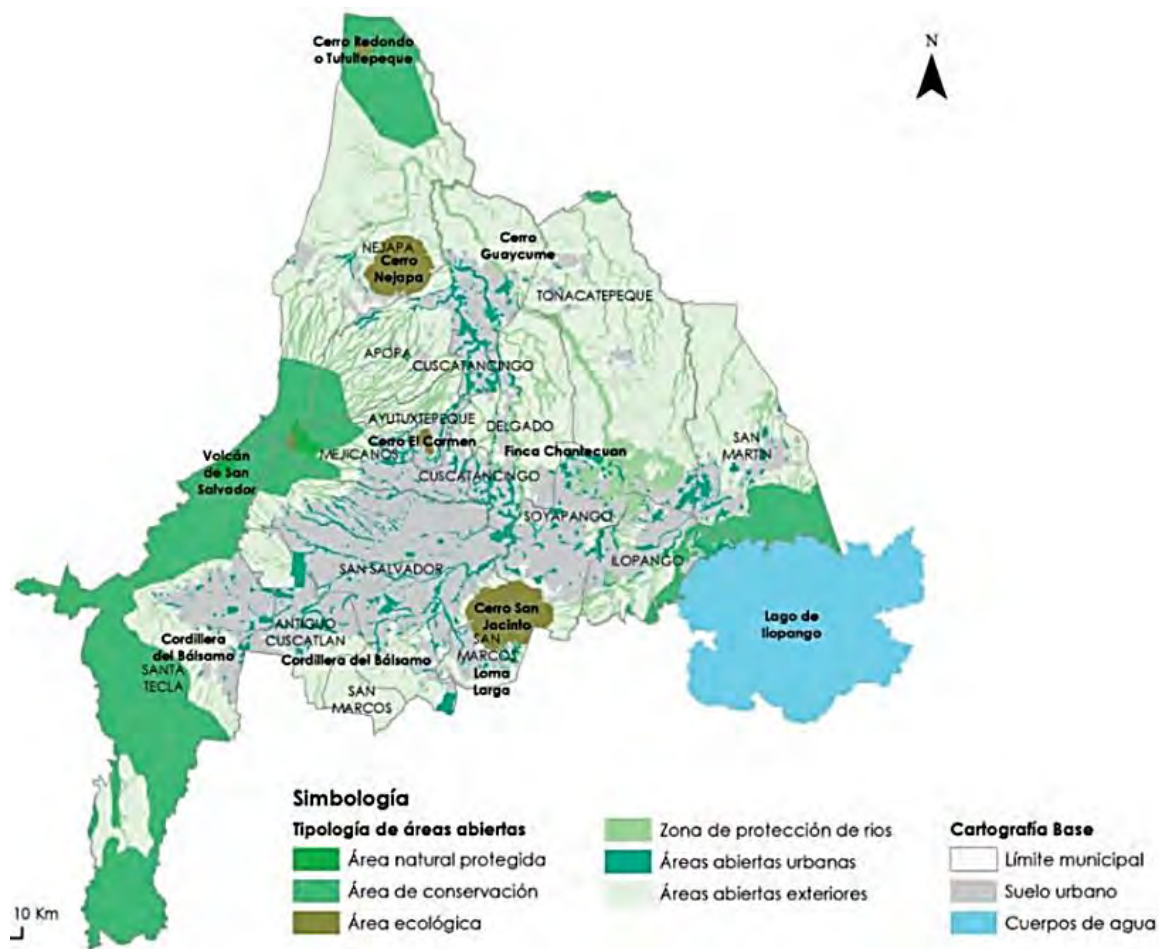 Cerro Redondo
o Tutultepeque
N
NEJAPA
Cerro
Nejapa
Cerro
Guaycume
TONACATEPEQUE
APOPA
CUSCATANCINGO
AYUTUXTEPEQUE
DELGADO
Cerro El Carmen
Finca Chantecuan
SAN
MARTIN
MEJICANOS
Volcán
de San
Salvador
CUSCATANCINGO
SOYAPANGO
ILOPANGO
SAN SALVADOR
Cerro San
Jacinto
Lago de
Ilopango
ANTIGUO
CUSCATLAN
SAN
MARCOS
Cordillera
del Bálsamo
Cordillera del Bálsamo
SANTA
TECLA
Loma
Larga
SAN
MARCOS
Simbología
Tipología de áreas abiertas
Área natural protegida
Área de conservación
Área ecológica
Zona de protección de rios
Áreas abiertas urbanas
Áreas abiertas exteriores
Cartografía Base
Límite municipal
Suelo urbano
Cuerpos de agua
10 Km